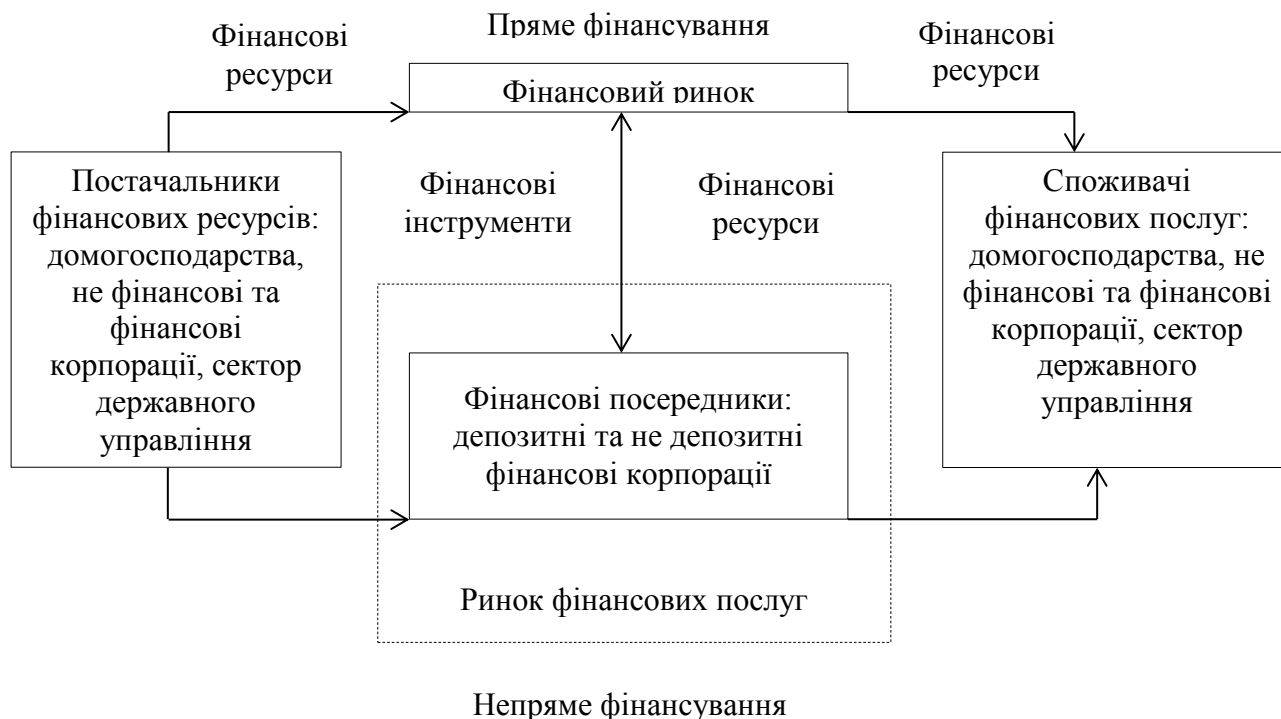 Пряме фінансування
Фінансові
ресурси
Фінансові
ресурси
Фінансовий ринок
Постачальники
фінансових ресурсів:
домогосподарства,
не фінансові та
фінансові
корпорації, сектор
державного
управління
Фінансові
інструменти
Фінансові
ресурси
Споживачі
фінансових послуг:
домогосподарства, не
фінансові та фінансові
корпорації, сектор
державного
управління
Фінансові посередники:
депозитні та не депозитні
фінансові корпорації
Ринок фінансових послуг
Непряме фінансування